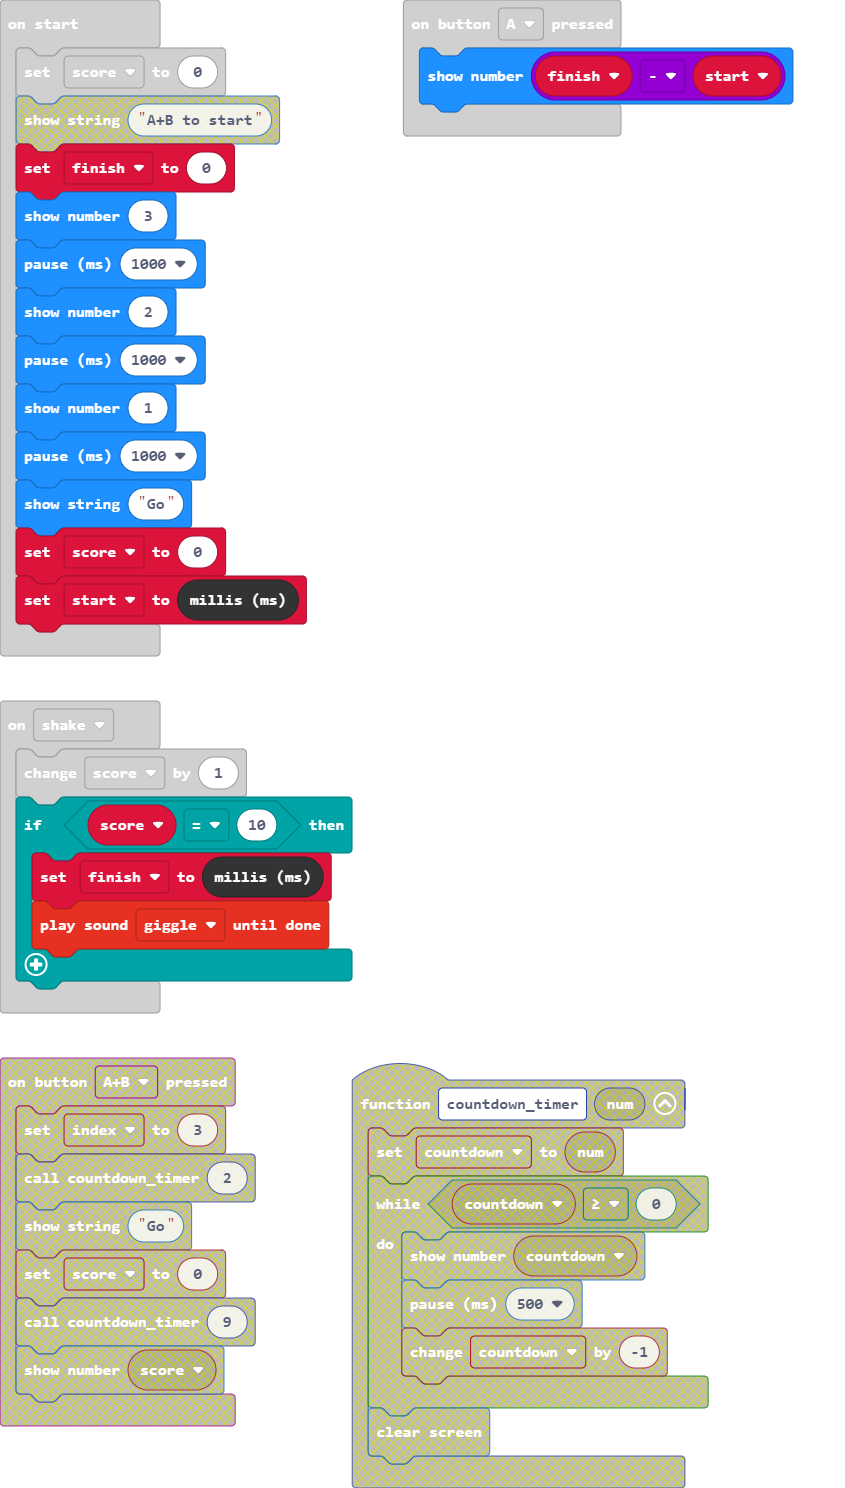 on start
set score to 0
show string "A+B to start"
set finish to 0
show number 3
pause (ms) 1000
show number 2
pause (ms) 1000
show number 1
pause (ms) 1000
show string "Go"
set score to 0
set start to millis (ms)
on button A pressed
show number finish - start
on shake
change score by 1
if score = 10 then
set finish to millis (ms)
play sound giggle until done
on button A+B pressed
set index to 3
call countdown_timer 2
show string "Go"
set score to 0
call countdown_timer 9
show number score
function countdown_timer num
set countdown to num
while countdown ≥ 0
do
show number countdown
pause (ms) 500
change countdown by -1
clear screen